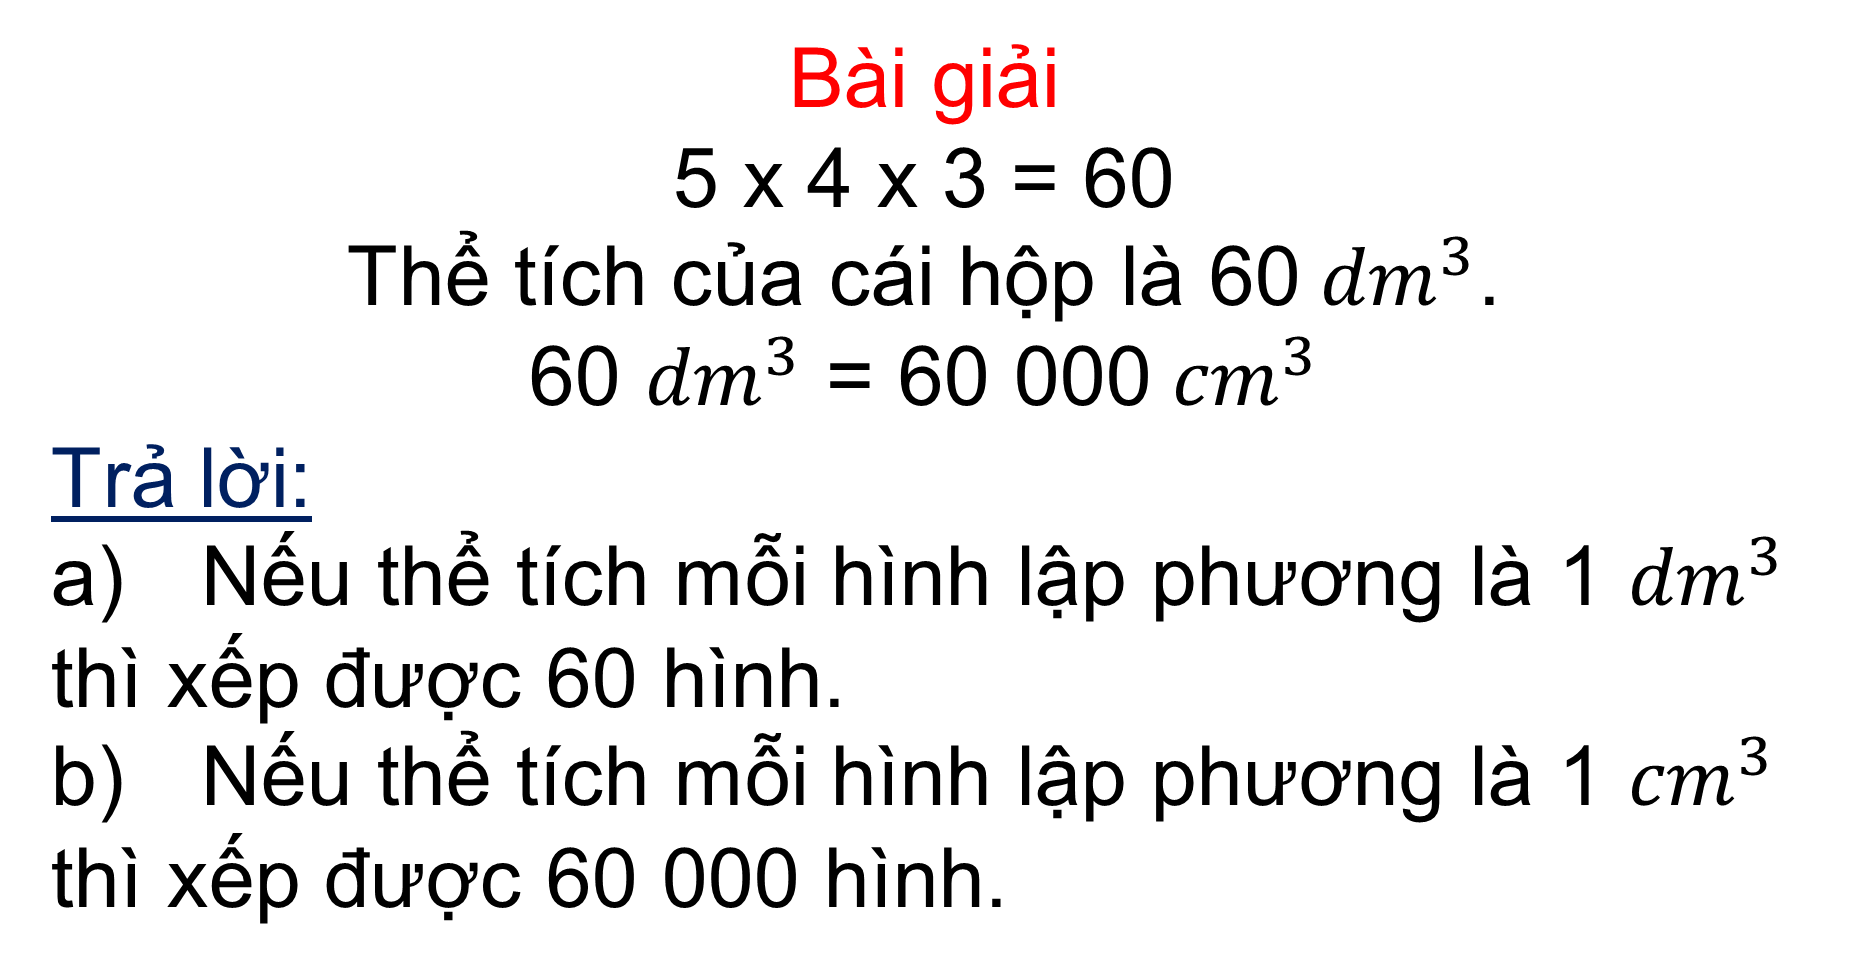 Bài giải
5 x 4 x 3 = 60
Thể tích của cái hộp là 60 dm³.
60 dm³ = 60 000 cm³
Trả lời:
a) Nếu thể tích mỗi hình lập phương là 1 dm³
thì xếp được 60 hình.
b) Nếu thể tích mỗi hình lập phương là 1 cm³
thì xếp được 60 000 hình.